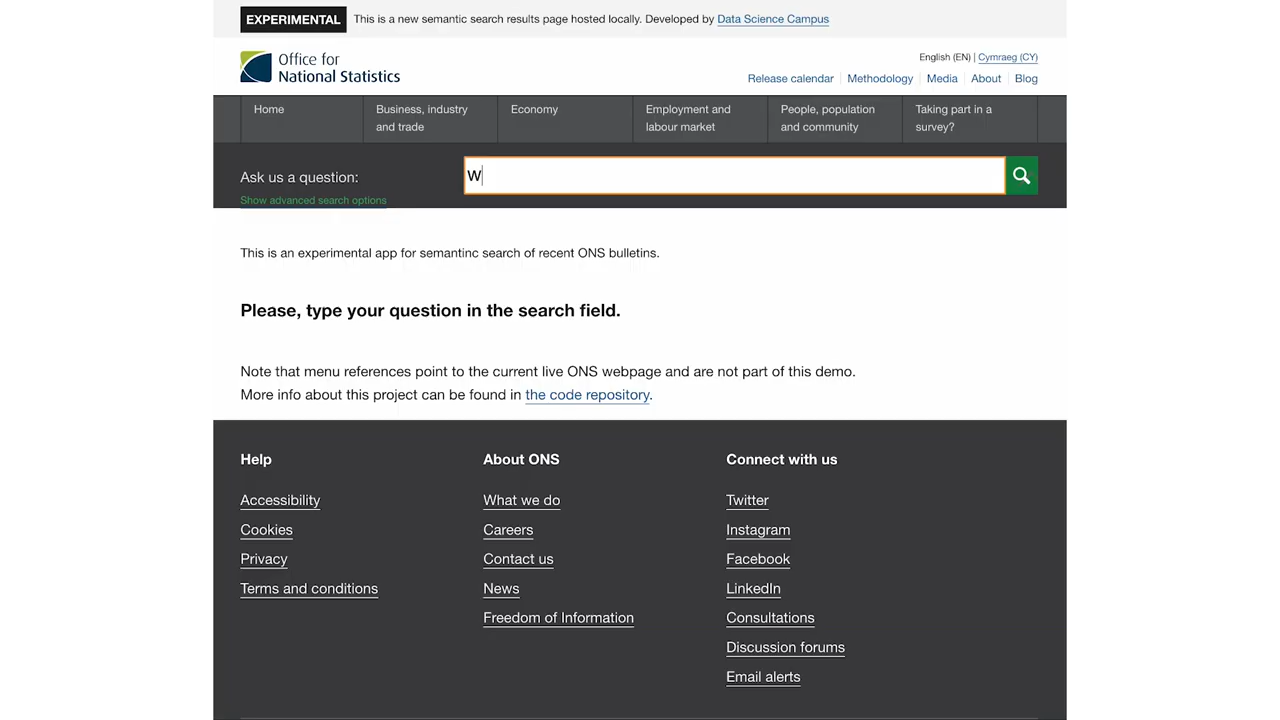 EXPERIMENTAL This is a new semantic search results page hosted locally. Developed by Data Science Campus
Office for
National Statistics
English (EN) | Cymraeg (CY)
Release calendar Methodology Media About Blog
Home
Business, industry
and trade
Economy
Employment and
labour market
People, population
and community
Taking part in a
survey?
Ask us a question:
W
Show advanced search options
This is an experimental app for semantinc search of recent ONS bulletins.
Please, type your question in the search field.
Note that menu references point to the current live ONS webpage and are not part of this demo.
More info about this project can be found in the code repository.
Help
Accessibility
Cookies
Privacy
Terms and conditions
About ONS
What we do
Careers
Contact us
News
Freedom of Information
Connect with us
Twitter
Instagram
Facebook
LinkedIn
Consultations
Discussion forums
Email alerts